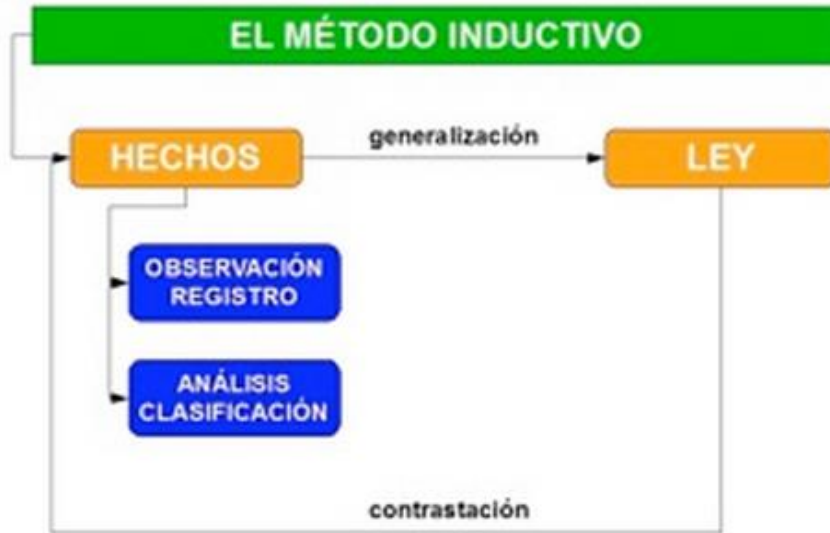 EL MÉTODO INDUCTIVO
generalización
HECHOS
LEY
OBSERVACIÓN
REGISTRO
ANÁLISIS
CLASIFICACIÓN
contrastación